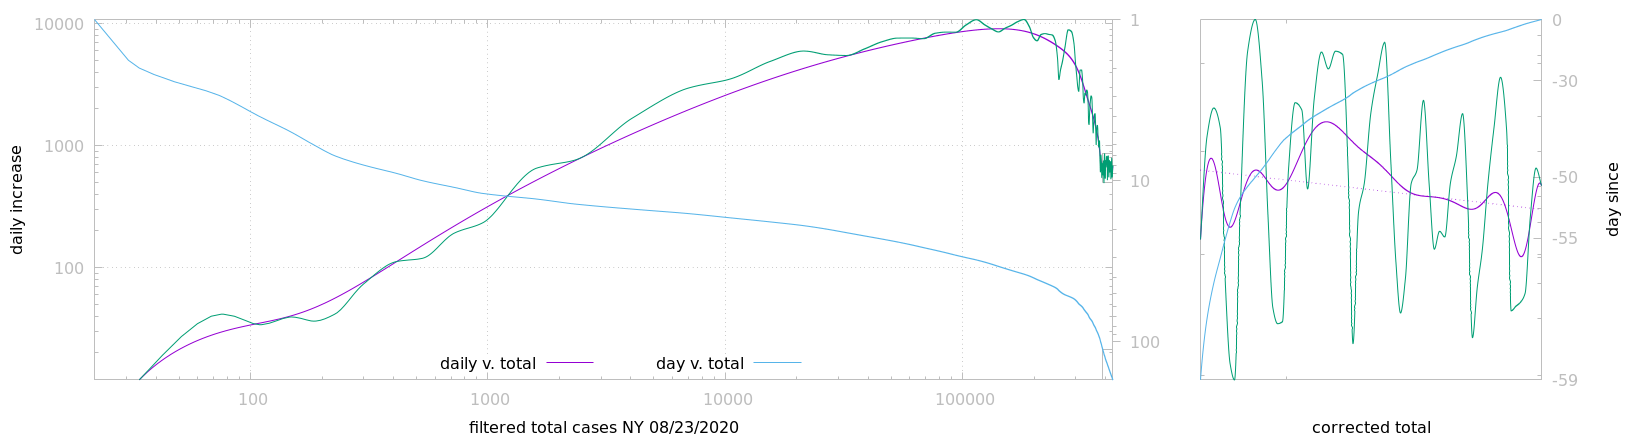 10000
1000
100
daily increase
1
10
100
daily v. total
day v. total
100
1000
10000
100000
filtered total cases NY 08/23/2020
0
-30
-50
-55
-59
day since
corrected total